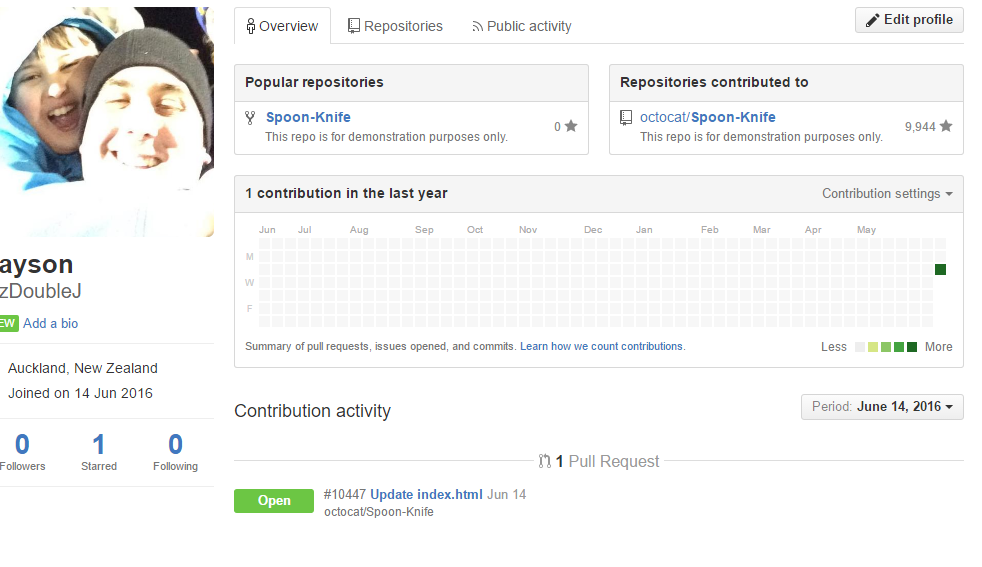 Overview
Repositories
Public activity
Edit profile
Popular repositories
Spoon-Knife
This repo is for demonstration purposes only.
0
Repositories contributed to
octocat/Spoon-Knife
This repo is for demonstration purposes only.
9,944
1 contribution in the last year
Contribution settings
Jun Jul Aug Sep Oct Nov Dec Jan Feb Mar Apr May
M
W
F
Summary of pull requests, issues opened, and commits. Learn how we count contributions.
Less
More
ayson
zDoubleJ
EW Add a bio
Auckland, New Zealand
Joined on 14 Jun 2016
0 1 0
Followers Starred Following
Contribution activity
Period: June 14, 2016
1 Pull Request
Open
#10447 Update index.html Jun 14
octocat/Spoon-Knife